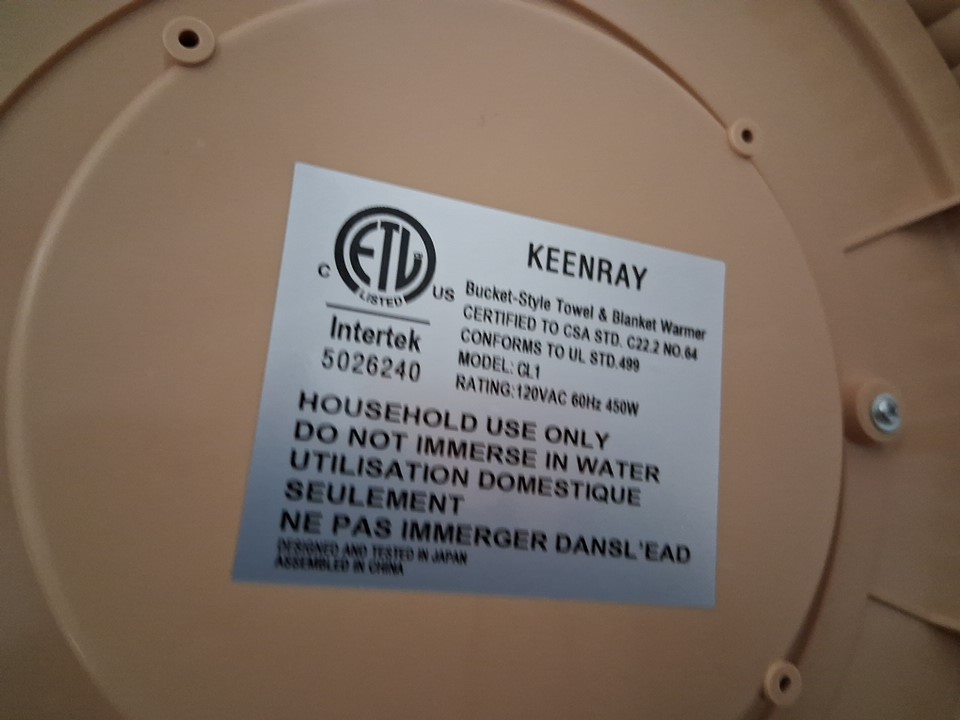 ETL
LISTED
C
US
Intertek
5026240
KEENRAY
Bucket-Style Towel & Blanket Warmer
CERTIFIED TO CSA STD. C22.2 NO.64
CONFORMS TO UL STD.499
MODEL: GL1
RATING:120VAC 60Hz 450W
HOUSEHOLD USE ONLY
DO NOT IMMERSE IN WATER
UTILISATION DOMESTIQUE
SEULEMENT
NE PAS IMMERGER DANSL'EAD
DESIGNED AND TESTED IN JAPAN
ASSEMBLED IN CHINA